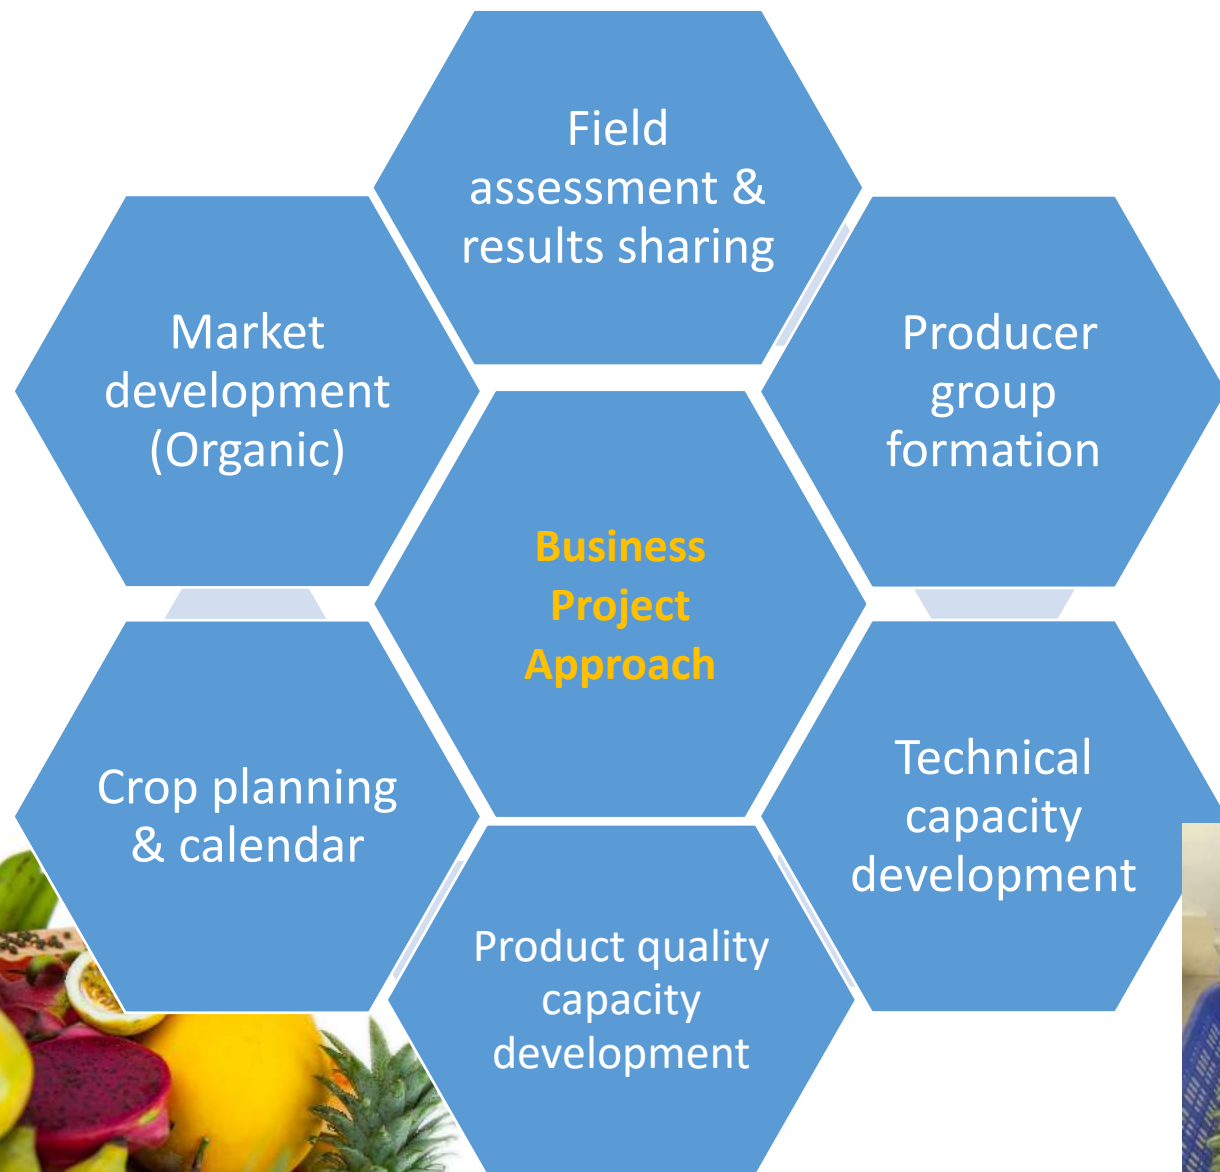 Field
assessment &
results sharing
Producer
group
formation
Technical
capacity
development
Product quality
capacity
development
Crop planning
& calendar
Market
development
(Organic)
Business
Project
Approach